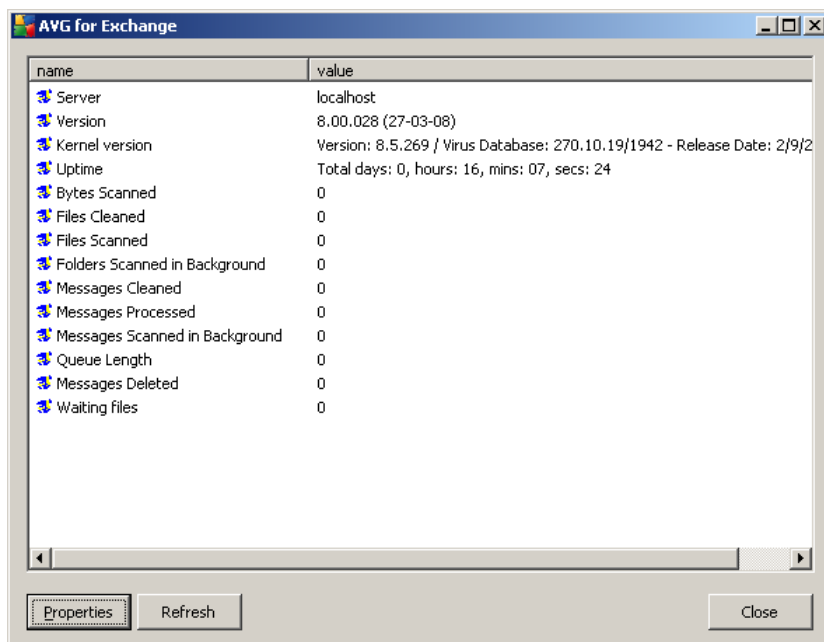 AVG for Exchange
name value
Server localhost
Version 8.00.028 (27-03-08)
Kernel version Version: 8.5.269 / Virus Database: 270.10.19/1942 - Release Date: 2/9/2
Uptime Total days: 0, hours: 16, mins: 07, secs: 24
Bytes Scanned 0
Files Cleaned 0
Files Scanned 0
Folders Scanned in Background 0
Messages Cleaned 0
Messages Processed 0
Messages Scanned in Background 0
Queue Length 0
Messages Deleted 0
Waiting files 0
Properties Refresh Close